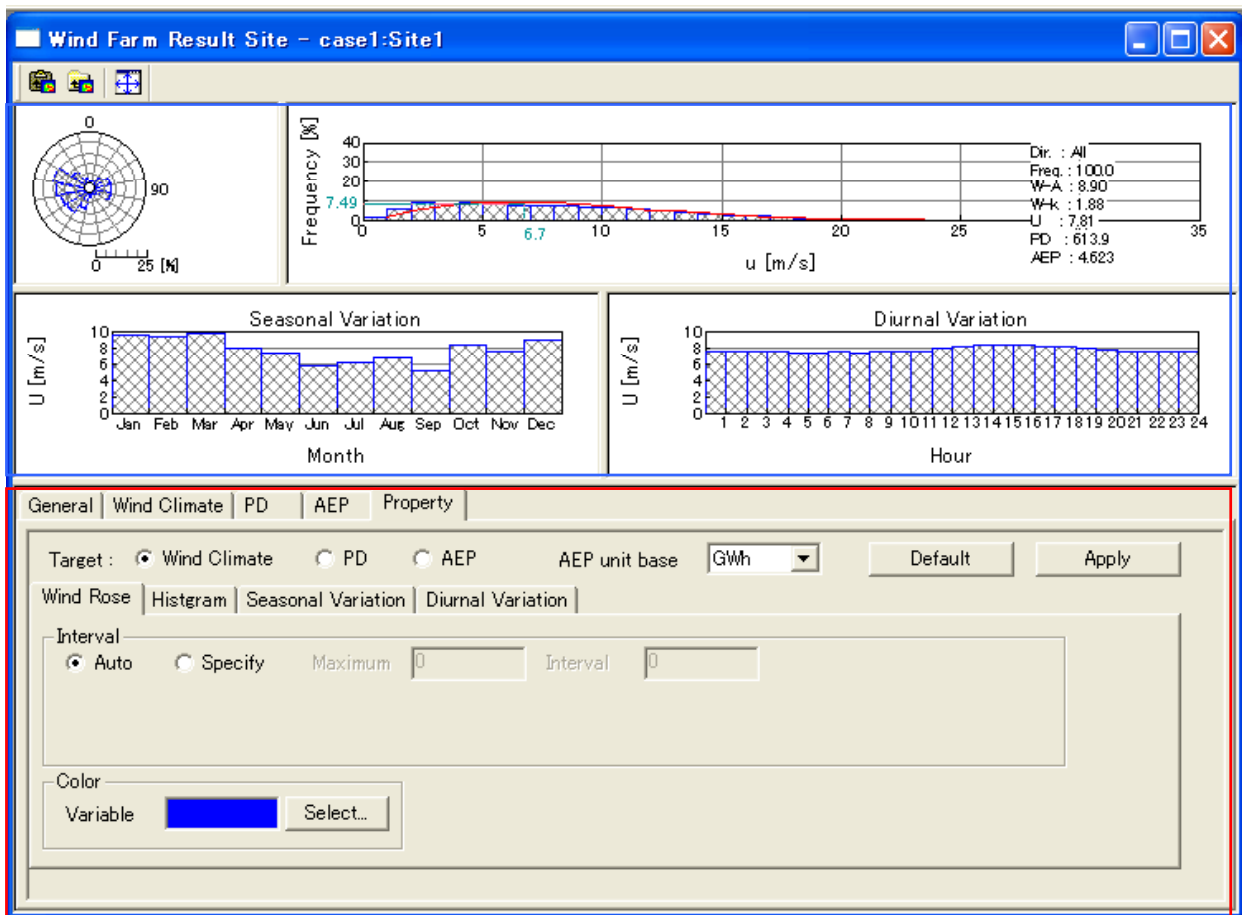 Wind Farm Result Site - case1:Site1
0
90
0 25 [%]
Frequency [%]
40
30
20
7.49
0
0 5 6.7 10 15 20 25 35
u [m/s]
Dir. : All
Freq. : 100.0
W-A : 8.90
W-k : 1.88
U : 7.81
PD : 613.9
AEP : 4.623
Seasonal Variation
U [m/s]
10
8
6
4
2
0
Jan Feb Mar Apr May Jun Jul Aug Sep Oct Nov Dec
Month
Diurnal Variation
U [m/s]
10
8
6
4
2
0
1 2 3 4 5 6 7 8 9 10 11 12 13 14 15 16 17 18 19 20 21 22 23 24
Hour
General Wind Climate PD AEP Property
Target : Wind Climate PD AEP AEP unit base GWh Default Apply
Wind Rose Histgram Seasonal Variation Diurnal Variation
Interval
Auto Specify Maximum 0 Interval 0
Color
Variable Select...